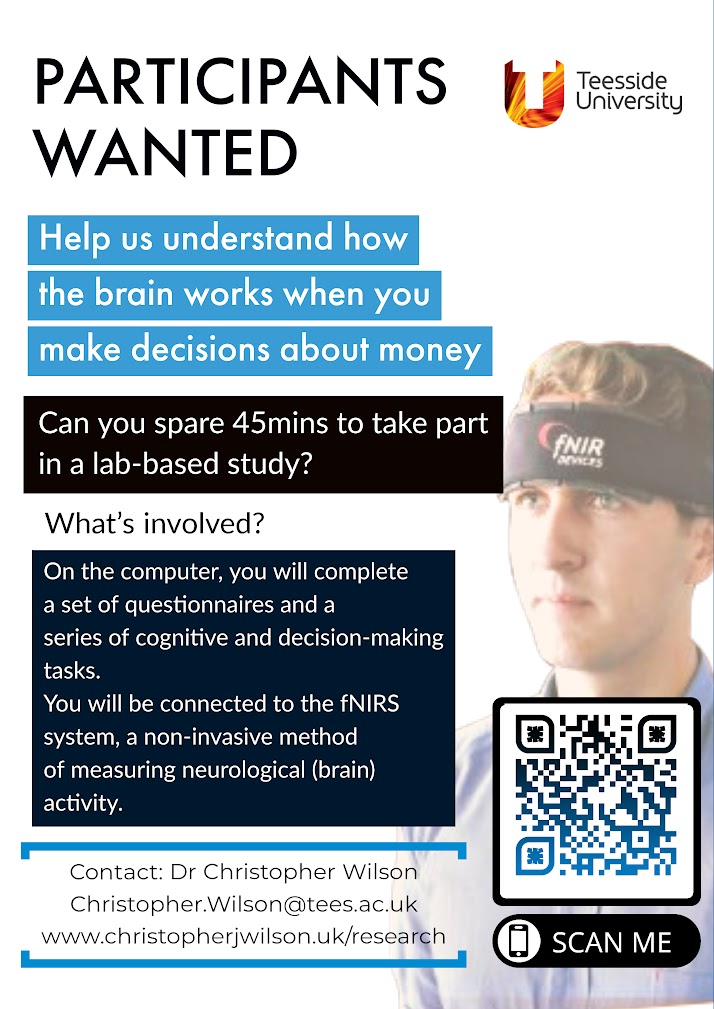 PARTICIPANTS
WANTED
Teesside
University
Help us understand how
the brain works when you
make decisions about money
Can you spare 45mins to take part
in a lab-based study?
fNIR
DEVICES
What's involved?
On the computer, you will complete
a set of questionnaires and a
series of cognitive and decision-making
tasks.
You will be connected to the fNIRS
system, a non-invasive method
of measuring neurological (brain)
activity.
Contact: Dr Christopher Wilson
Christopher.Wilson@tees.ac.uk
www.christopherjwilson.uk/research
SCAN ME